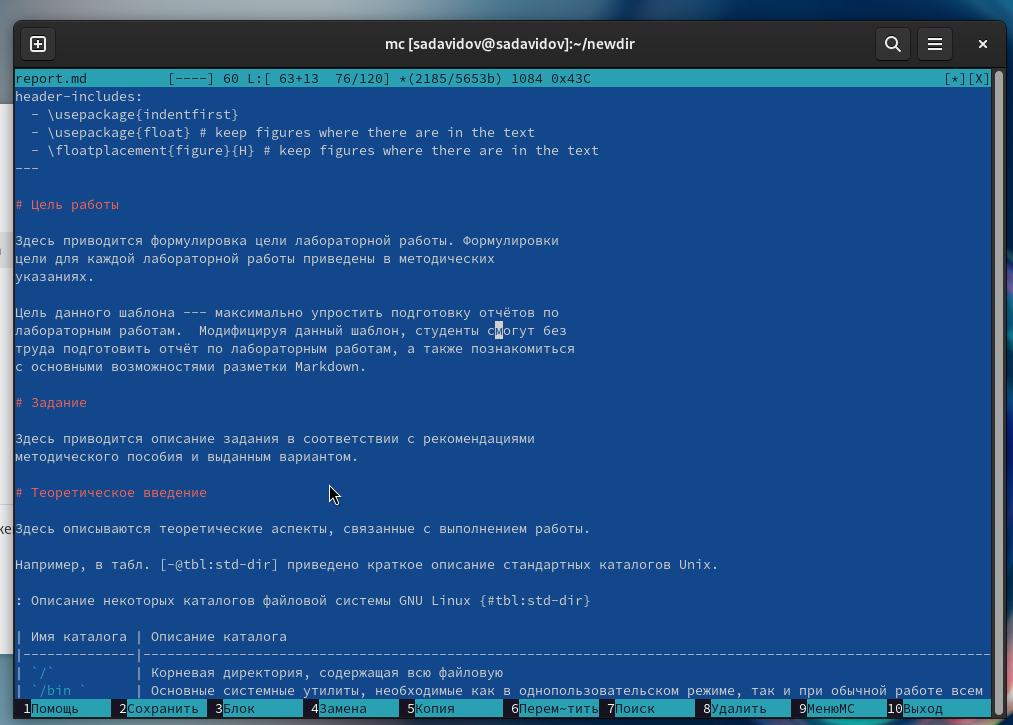 mc [sadavidov@sadavidov]:~/newdir
report.md [----] 60 L:[ 63+13 76/120] *(2185/5653b) 1084 0x43C [*][X]
header-includes:
- \usepackage{indentfirst}
- \usepackage{float} # keep figures where there are in the text
- \floatplacement{figure}{H} # keep figures where there are in the text
---
# Цель работы
Здесь приводится формулировка цели лабораторной работы. Формулировки
цели для каждой лабораторной работы приведены в методических
указаниях.
Цель данного шаблона --- максимально упростить подготовку отчётов по
лабораторным работам.  Модифицируя данный шаблон, студенты смогут без
труда подготовить отчёт по лабораторным работам, а также познакомиться
с основными возможностями разметки Markdown.
# Задание
Здесь приводится описание задания в соответствии с рекомендациями
методического пособия и выданным вариантом.
# Теоретическое введение
Здесь описываются теоретические аспекты, связанные с выполнением работы.
Например, в табл. [-@tbl:std-dir] приведено краткое описание стандартных каталогов Unix.
: Описание некоторых каталогов файловой системы GNU Linux {#tbl:std-dir}
| Имя каталога | Описание каталога
|--------------|----------------------------------------------------------------------------------------------------------
| `/` | Корневая директория, содержащая всю файловую
| `/bin ` | Основные системные утилиты, необходимые как в однопользовательском режиме, так и при обычной работе всем
1Помощь 2Сохранить 3Блок 4Замена 5Копия 6Перем~тить 7Поиск 8Удалить 9МенюMC 10Выход